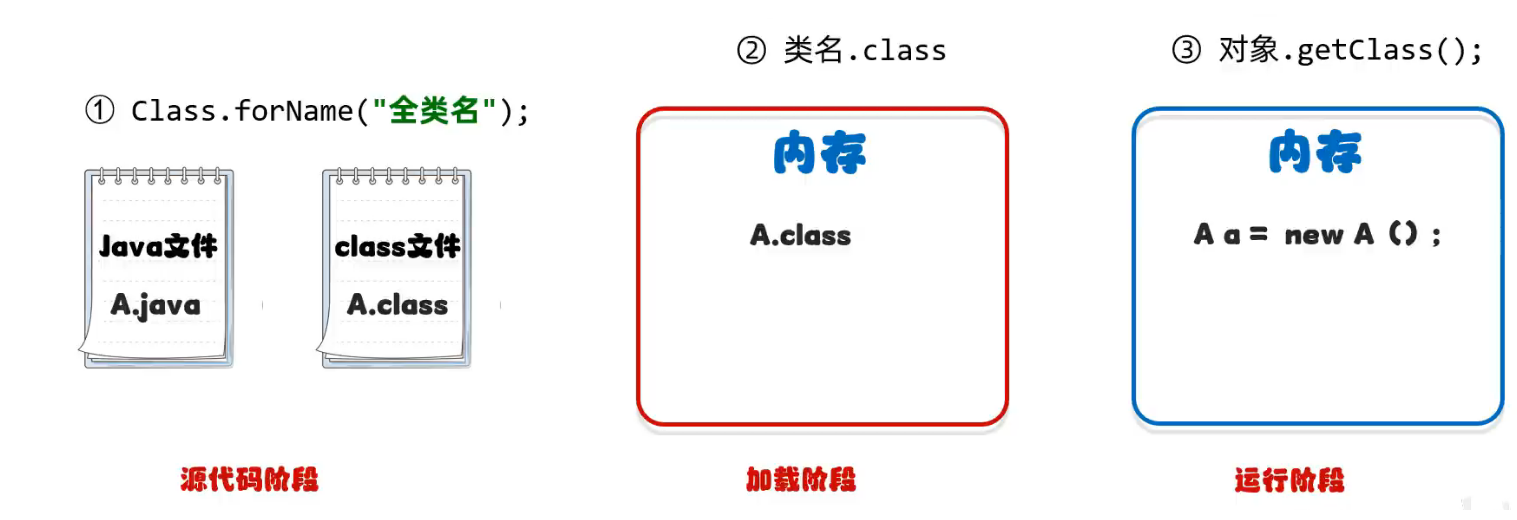 ① Class.forName("全类名");
Java文件
A.java
class文件
A.class
源代码阶段
② 类名.class
内存
A.class
加载阶段
③ 对象.getClass();
内存
A a = new A () ;
运行阶段